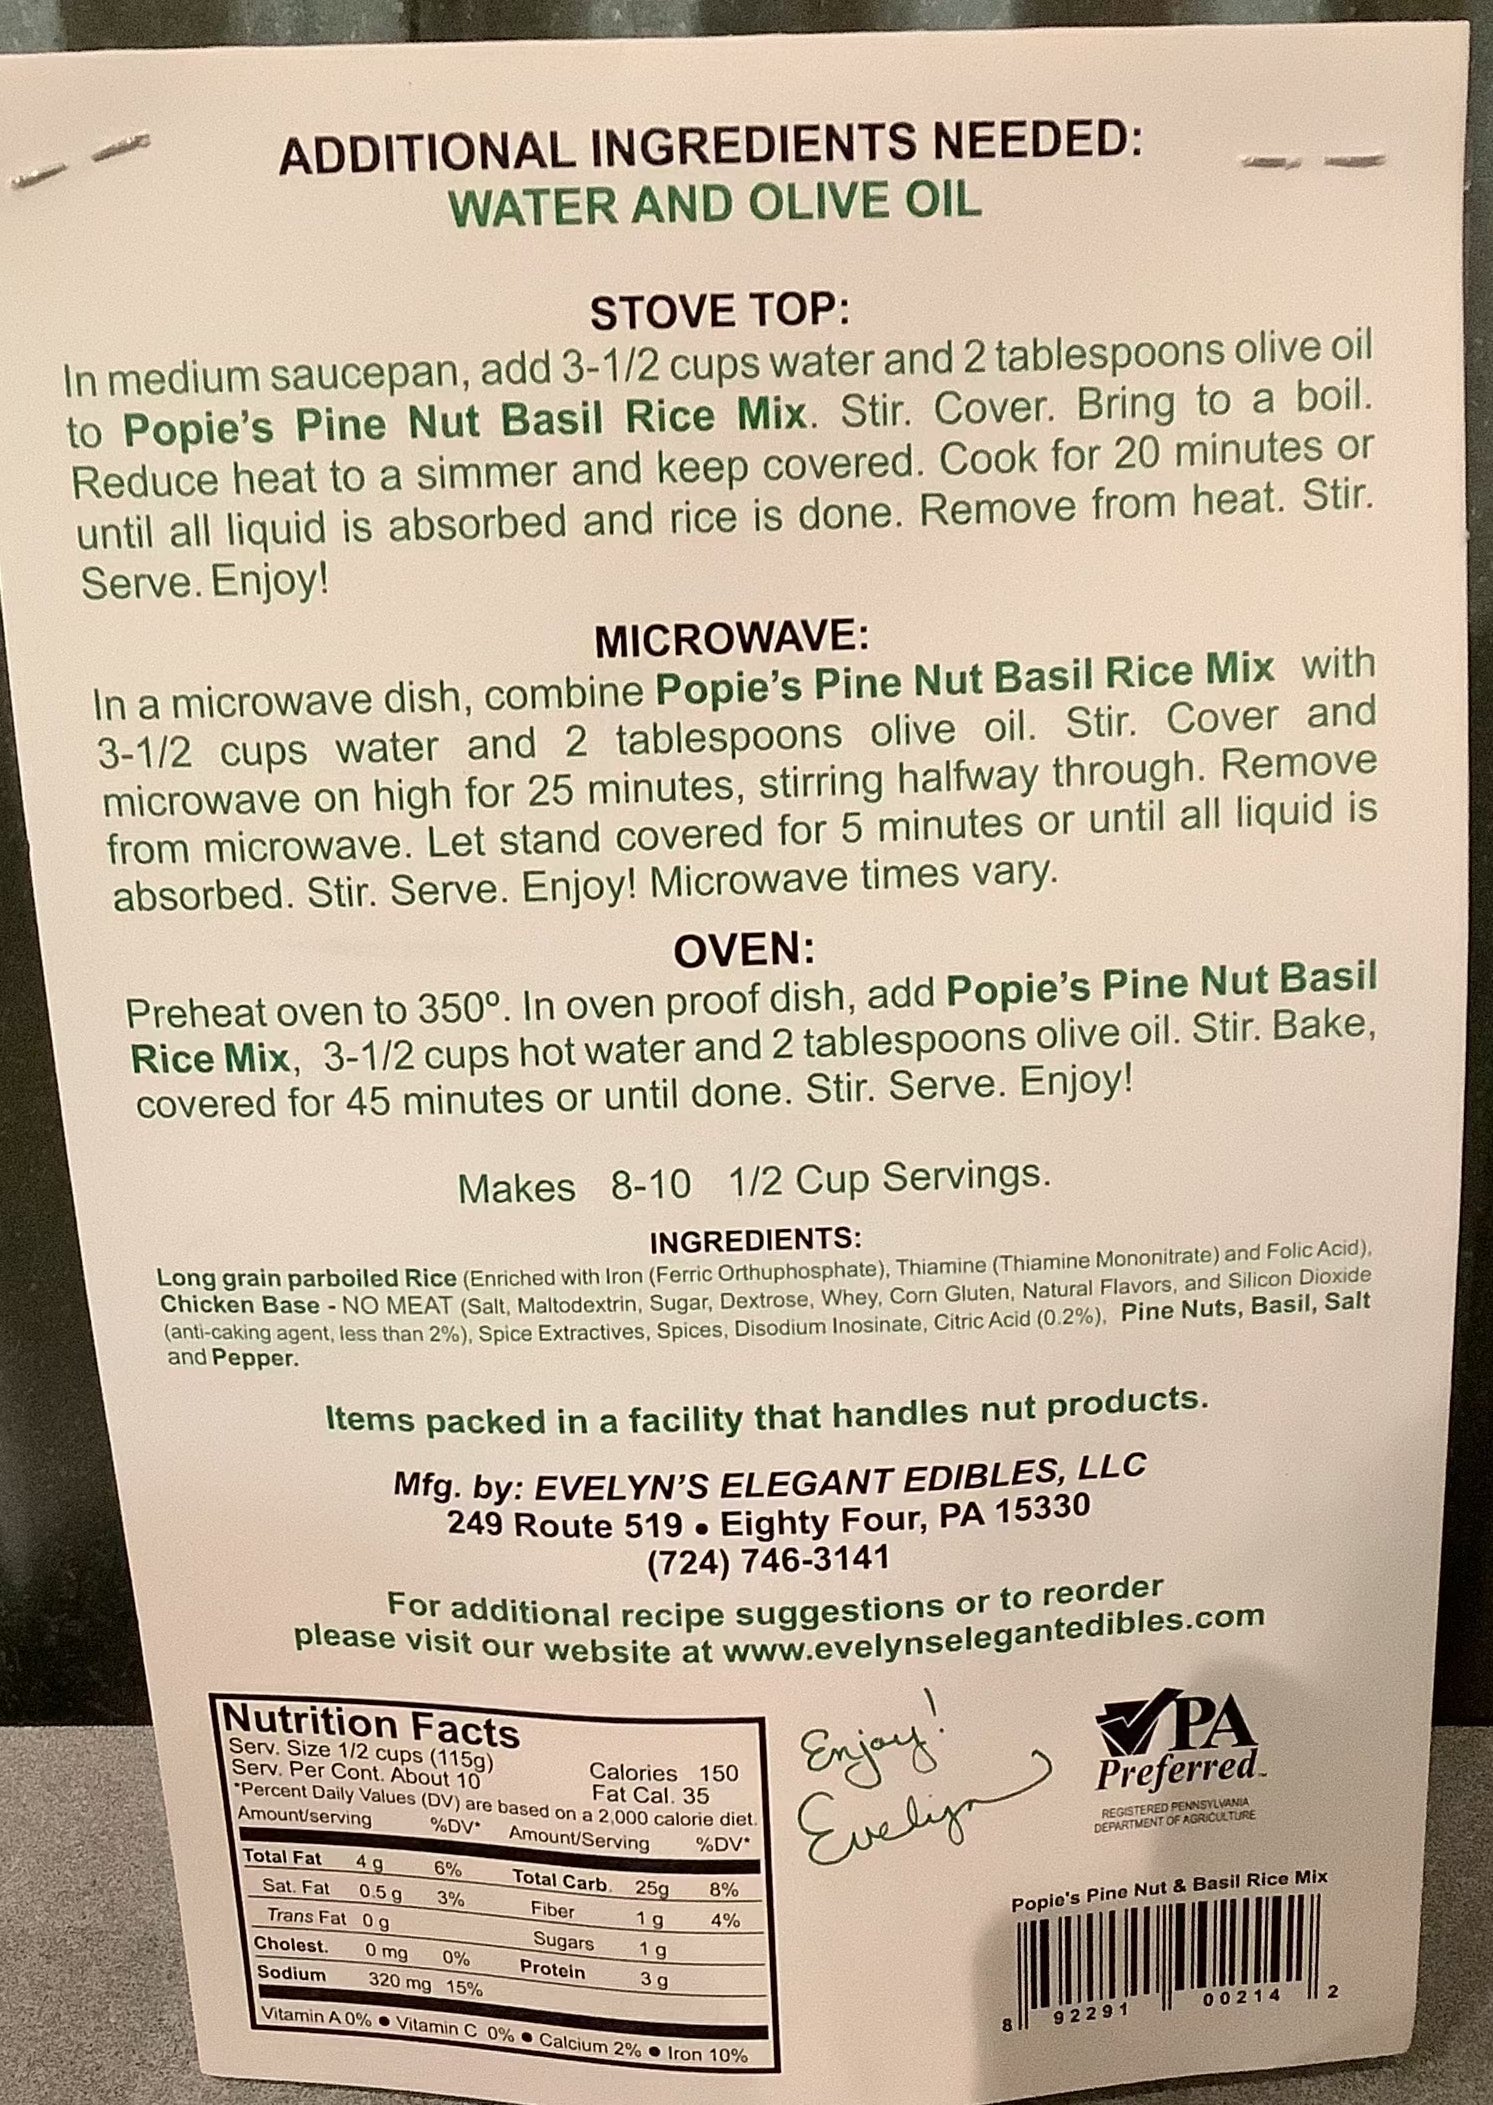 ADDITIONAL INGREDIENTS NEEDED:
WATER AND OLIVE OIL
STOVE TOP:
In medium saucepan, add 3-1/2 cups water and 2 tablespoons olive oil
to Popie's Pine Nut Basil Rice Mix. Stir. Cover. Bring to a boil.
Reduce heat to a simmer and keep covered. Cook for 20 minutes or
until all liquid is absorbed and rice is done. Remove from heat. Stir.
Serve. Enjoy!
MICROWAVE:
In a microwave dish, combine Popie's Pine Nut Basil Rice Mix with
3-1/2 cups water and 2 tablespoons olive oil. Stir. Cover and
microwave on high for 25 minutes, stirring halfway through. Remove
from microwave. Let stand covered for 5 minutes or until all liquid is
absorbed. Stir. Serve. Enjoy! Microwave times vary.
OVEN:
Preheat oven to 350º. In oven proof dish, add Popie's Pine Nut Basil
Rice Mix, 3-1/2 cups hot water and 2 tablespoons olive oil. Stir. Bake,
covered for 45 minutes or until done. Stir. Serve. Enjoy!
Makes 8-10 1/2 Cup Servings.
INGREDIENTS:
Long grain parboiled Rice (Enriched with Iron (Ferric Orthuphosphate), Thiamine (Thiamine Mononitrate) and Folic Acid),
Chicken Base - NO MEAT (Salt, Maltodextrin, Sugar, Dextrose, Whey, Corn Gluten, Natural Flavors, and Silicon Dioxide
(anti-caking agent, less than 2%), Spice Extractives, Spices, Disodium Inosinate, Citric Acid (0.2%), Pine Nuts, Basil, Salt
and Pepper.
Items packed in a facility that handles nut products.
Mfg. by: EVELYN'S ELEGANT EDIBLES, LLC
249 Route 519 • Eighty Four, PA 15330
(724) 746-3141
For additional recipe suggestions or to reorder
please visit our website at www.evelynselegantedibles.com
Nutrition Facts
Serv. Size 1/2 cups (115g)
Serv. Per Cont. About 10
Calories 150
Fat Cal. 35
*Percent Daily Values (DV) are based on a 2,000 calorie diet.
Amount/serving %DV* Amount/Serving %DV*
Total Fat 4 g 6% Total Carb. 25g 8%
Sat. Fat 0.5 g 3% Fiber 1 g 4%
Trans Fat 0 g Sugars 1 g
Cholest. 0 mg 0% Protein 3 g
Sodium 320 mg 15%
Vitamin A 0% • Vitamin C 0% • Calcium 2% • Iron 10%
Enjoy!
Evelyn
PA
Preferred™
REGISTERED PENNSYLVANIA
DEPARTMENT OF AGRICULTURE
Popie's Pine Nut & Basil Rice Mix
8 92291 00214 2